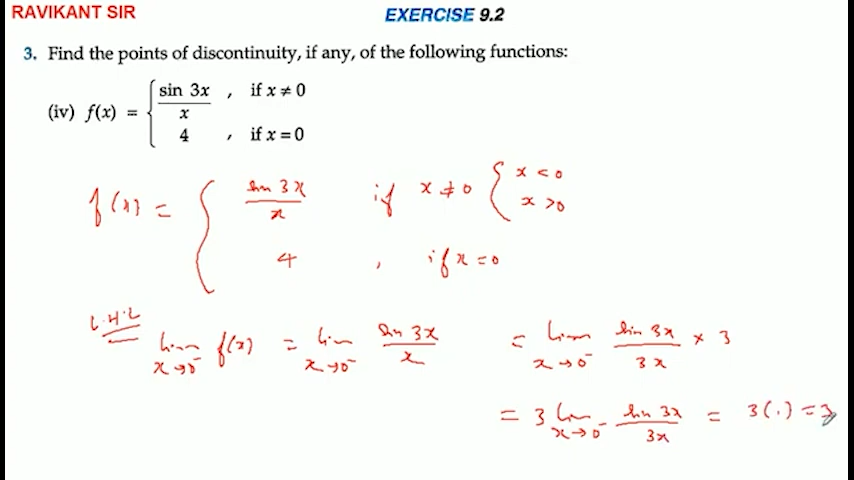 RAVIKANT SIR
EXERCISE 9.2
3. Find the points of discontinuity, if any, of the following functions:
(iv) f(x) = { sin 3x / x , if x ≠ 0
4 , if x = 0
f(x) = { sin 3x / x if x ≠ 0 { x < 0
x > 0
4 , if x = 0
L.H.L
lim x→0⁻ f(x) = lim x→0⁻ sin 3x / x = lim x→0⁻ sin 3x / 3x × 3
= 3 lim x→0⁻ sin 3x / 3x = 3(1) = 3